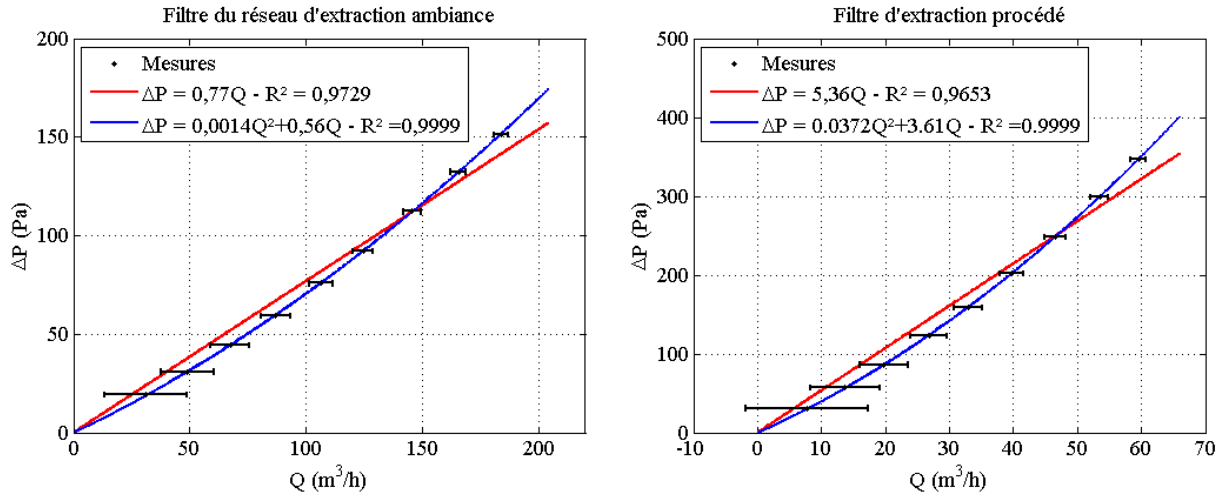 Filtre du réseau d'extraction ambiance
200
150
100
50
0
ΔP (Pa)
Mesures
ΔP = 0,77Q - R² = 0,9729
ΔP = 0,0014Q²+0,56Q - R² =0,9999
0
50
100
150
200
Q (m³/h)
Filtre d'extraction procédé
500
400
300
200
100
0
ΔP (Pa)
Mesures
ΔP = 5,36Q - R² = 0,9653
ΔP = 0.0372Q²+3.61Q - R² =0.9999
-10
0
10
20
30
40
50
60
70
Q (m³/h)